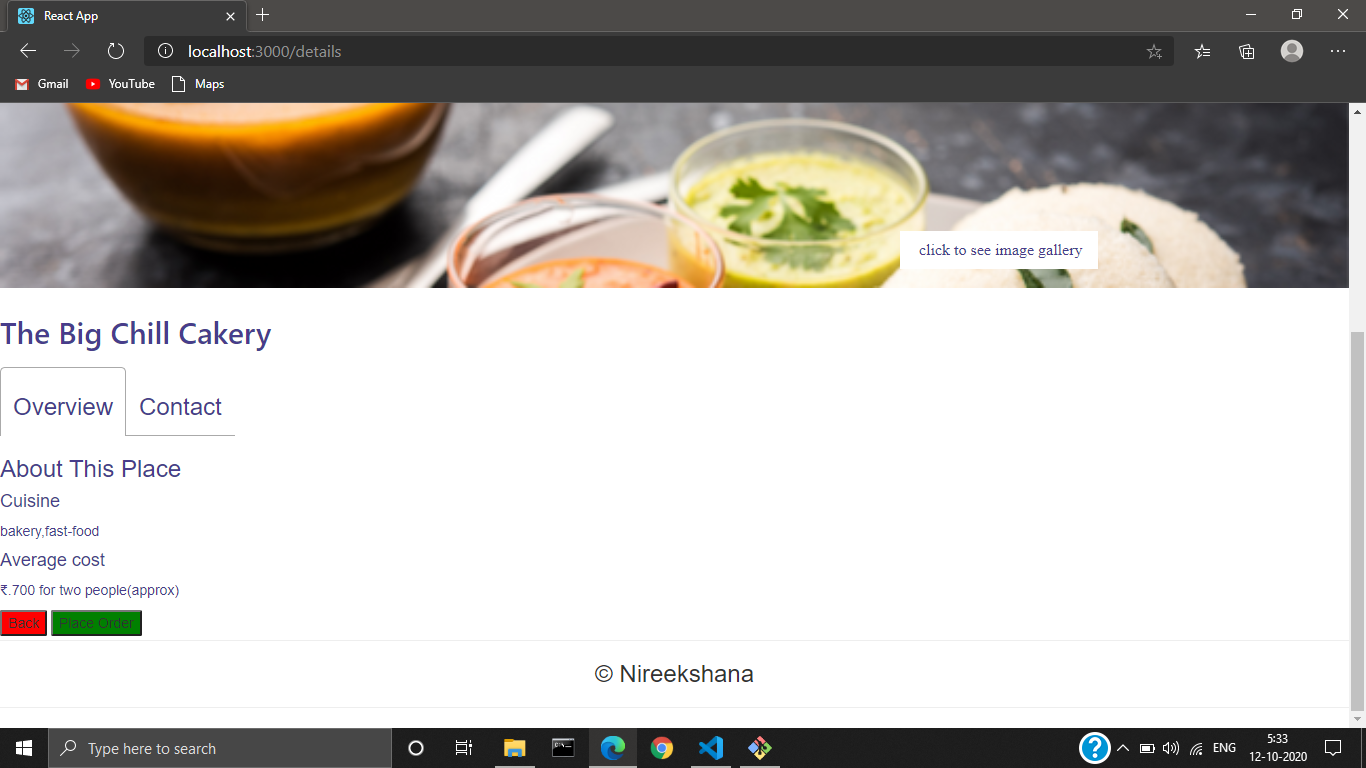 React App
localhost:3000/details
Gmail YouTube Maps
click to see image gallery
The Big Chill Cakery
Overview Contact
About This Place
Cuisine
bakery,fast-food
Average cost
₹.700 for two people(approx)
Back Place Order
© Nireekshana
Type here to search
ENG
5:33
12-10-2020